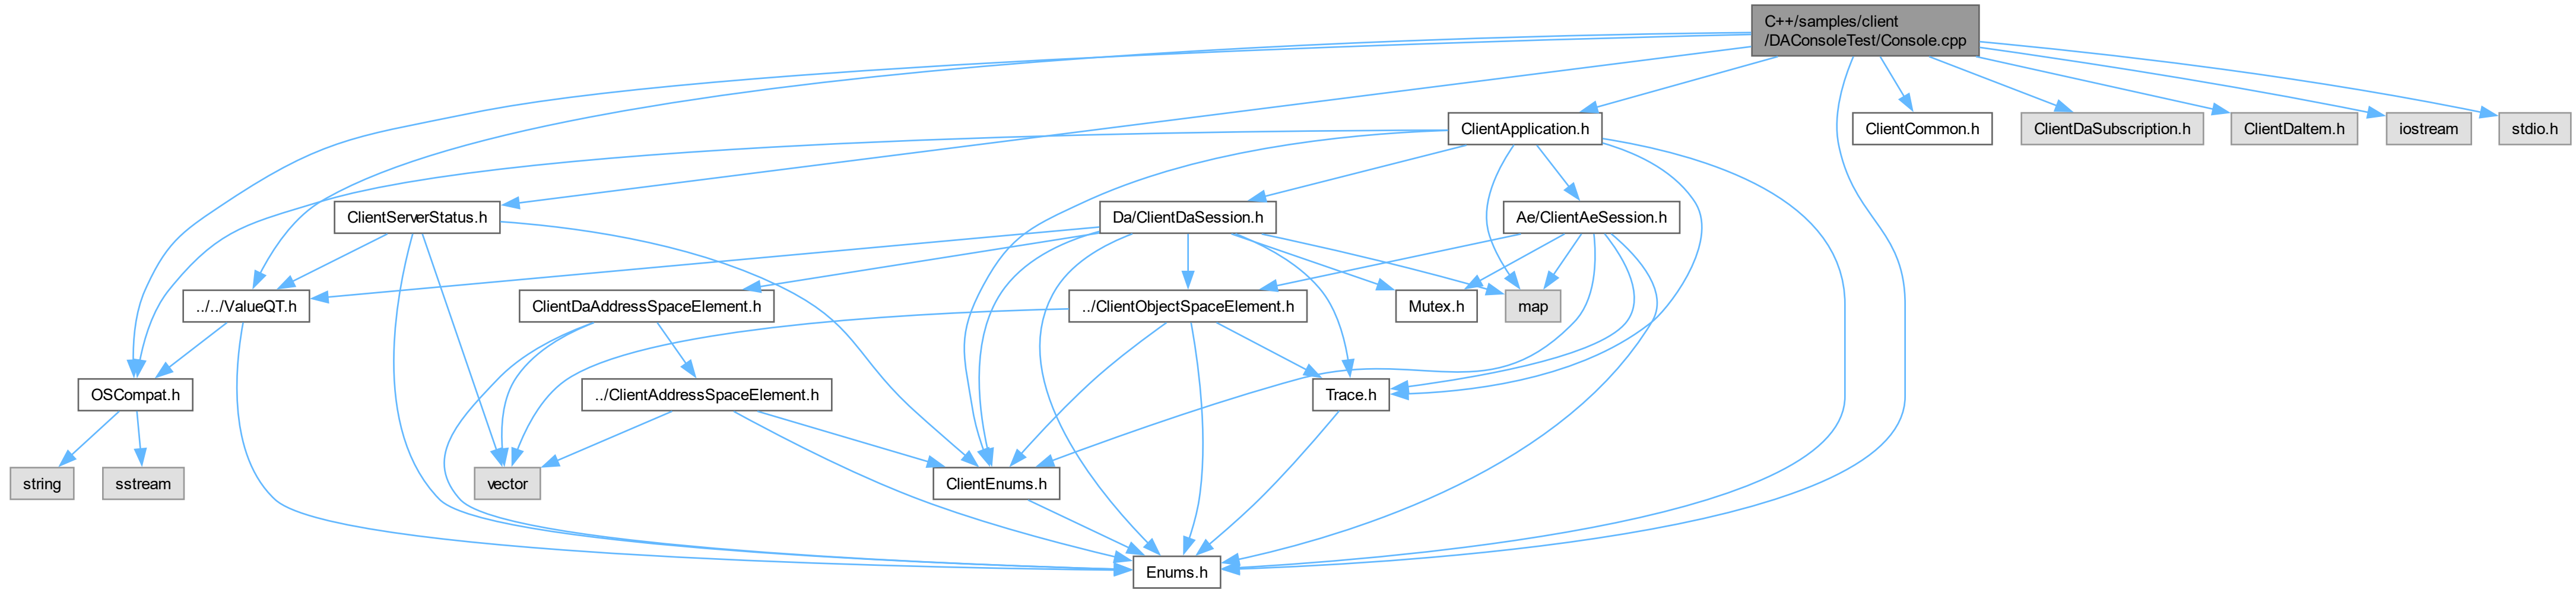 C++/samples/client
/DAConsoleTest/Console.cpp
ClientApplication.h
ClientCommon.h
ClientDaSubscription.h
ClientDaItem.h
iostream
stdio.h
ClientServerStatus.h
Da/ClientDaSession.h
Ae/ClientAeSession.h
../../ValueQT.h
ClientDaAddressSpaceElement.h
../ClientObjectSpaceElement.h
Mutex.h
map
OSCompat.h
../ClientAddressSpaceElement.h
Trace.h
string
sstream
vector
ClientEnums.h
Enums.h